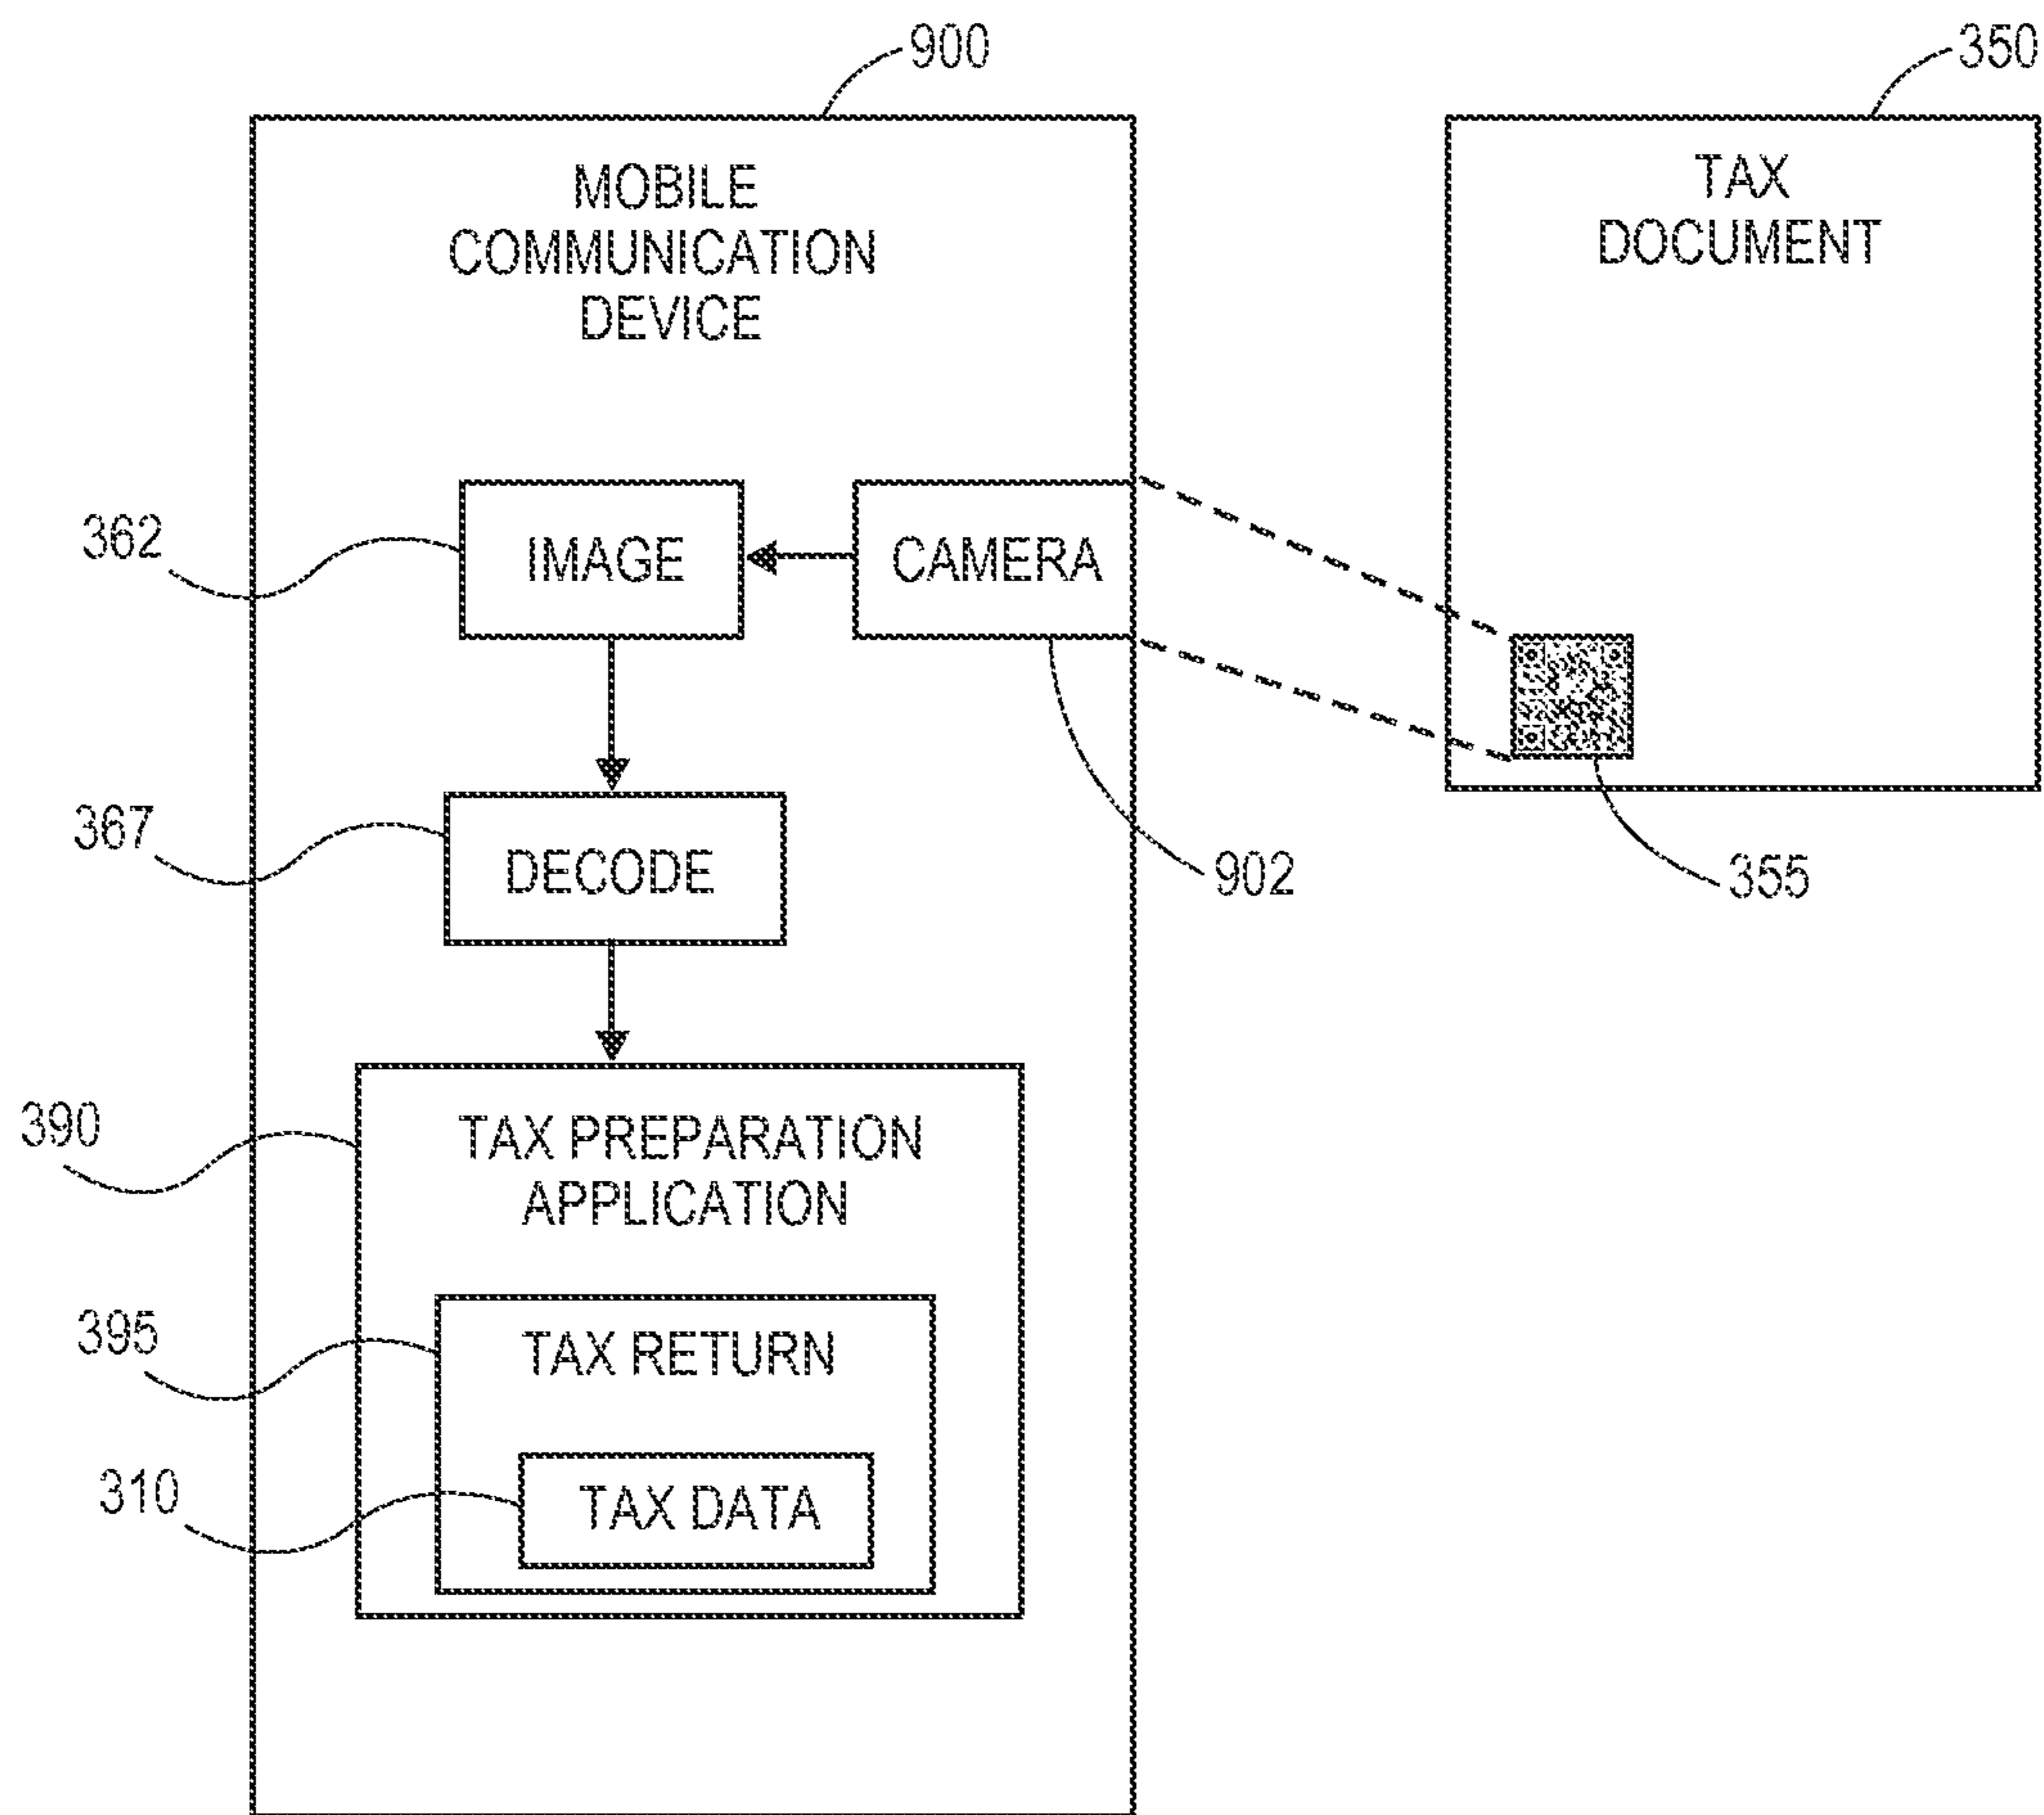 900
350
MOBILE
COMMUNICATION
DEVICE
TAX
DOCUMENT
362
IMAGE
CAMERA
367
DECODE
902
355
390
TAX PREPARATION
APPLICATION
395
TAX RETURN
310
TAX DATA